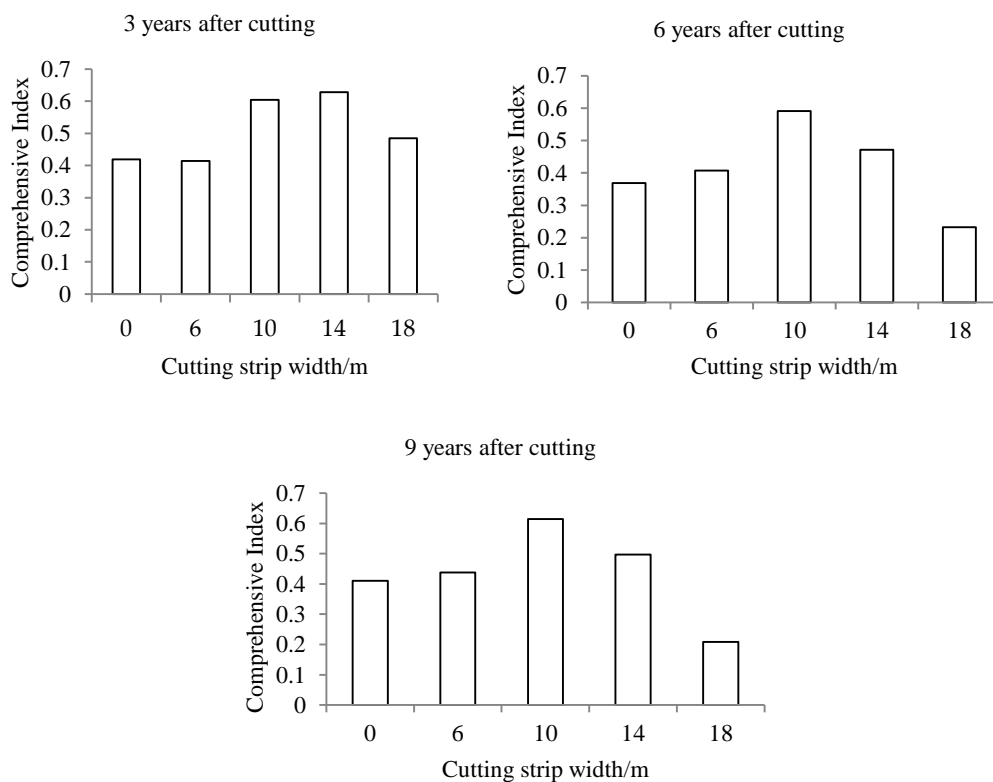 3 years after cutting
Comprehensive Index
0.7
0.6
0.5
0.4
0.3
0.2
0.1
0
0 6 10 14 18
Cutting strip width/m
6 years after cutting
Comprehensive Index
0.7
0.6
0.5
0.4
0.3
0.2
0.1
0
0 6 10 14 18
Cutting strip width/m
9 years after cutting
Comprehensive Index
0.7
0.6
0.5
0.4
0.3
0.2
0.1
0
0 6 10 14 18
Cutting strip width/m